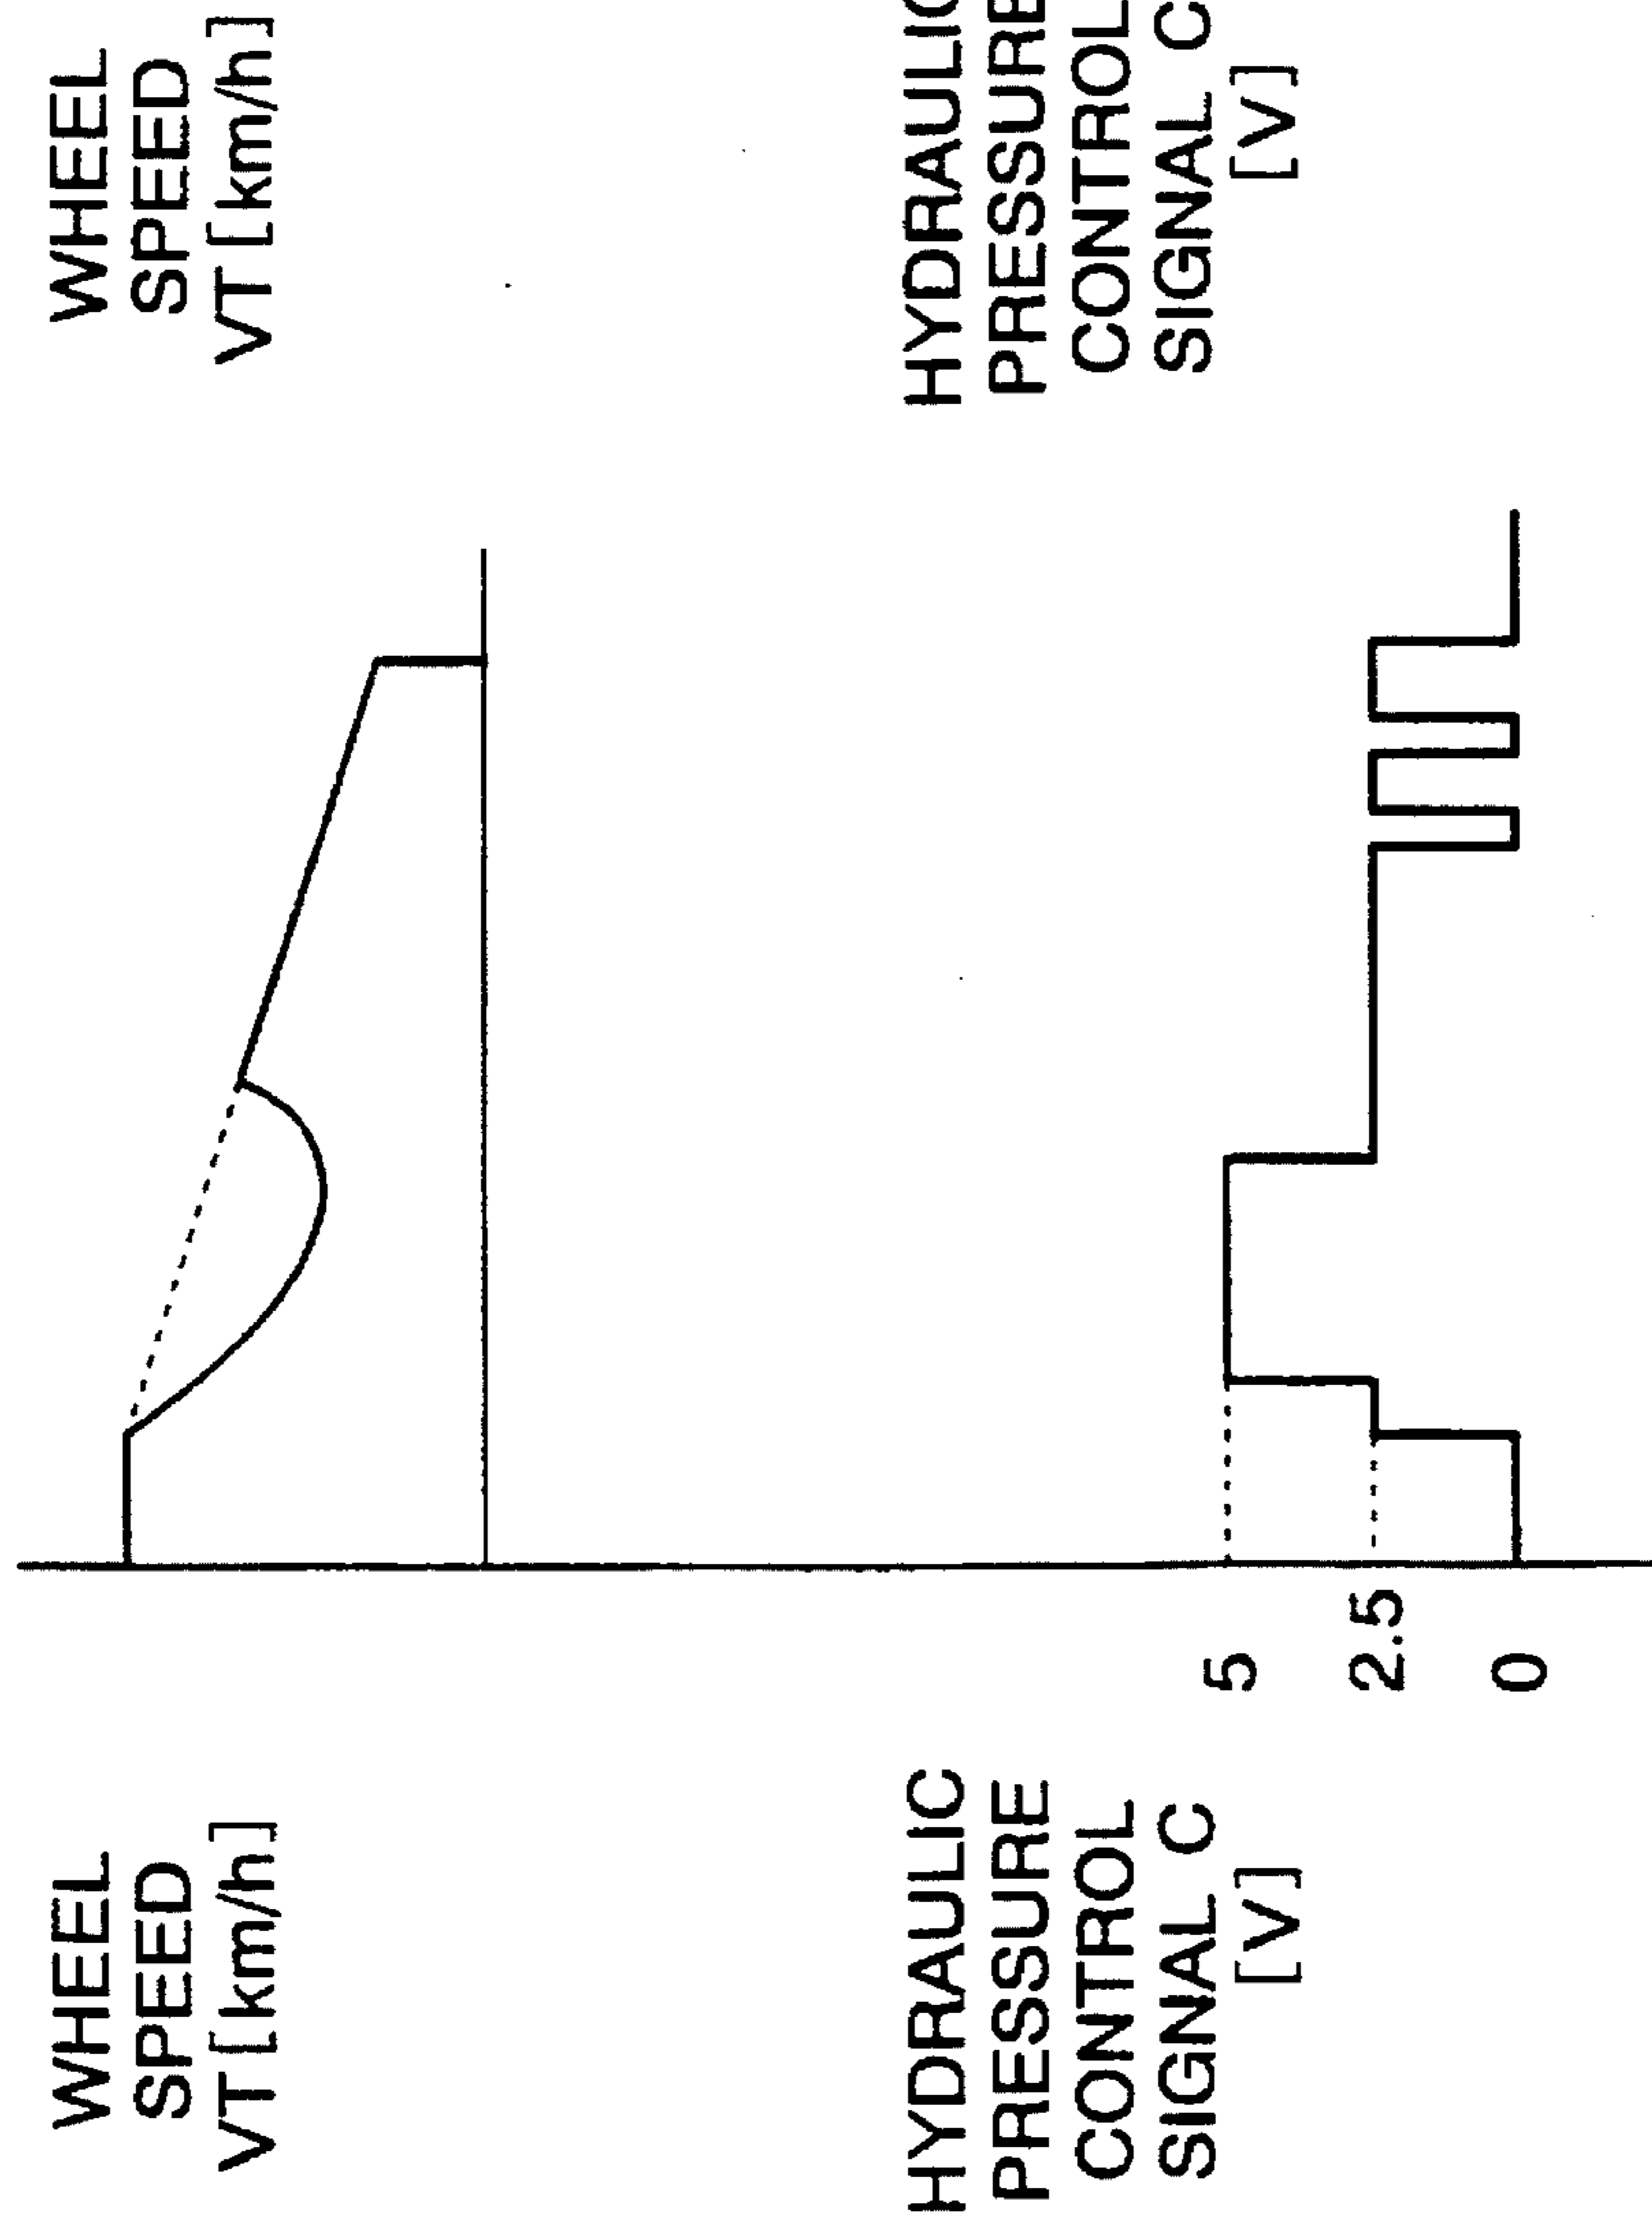 WHEEL
SPEED
VT [km/h]
HYDRAULIC
PRESSURE
CONTROL
SIGNAL C
[V]
5
2.5
0
WHEEL
SPEED
VT [km/h]
HYDRAULIC
PRESSURE
CONTROL
SIGNAL C
[V]